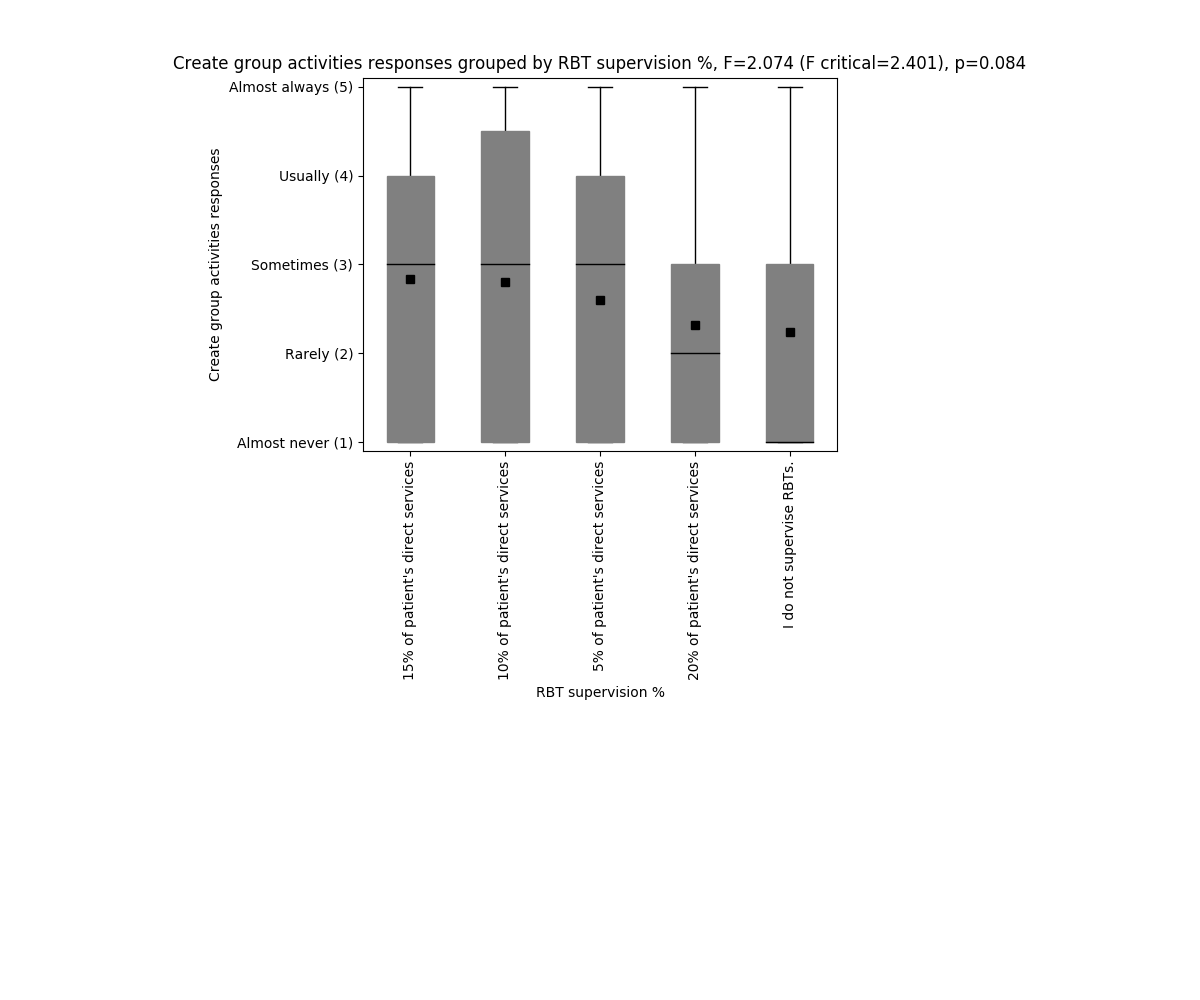 Create group activities responses grouped by RBT supervision %, F=2.074 (F critical=2.401), p=0.084
Create group activities responses
Almost always (5)
Usually (4)
Sometimes (3)
Rarely (2)
Almost never (1)
15% of patient's direct services
10% of patient's direct services
5% of patient's direct services
20% of patient's direct services
I do not supervise RBTs.
RBT supervision %